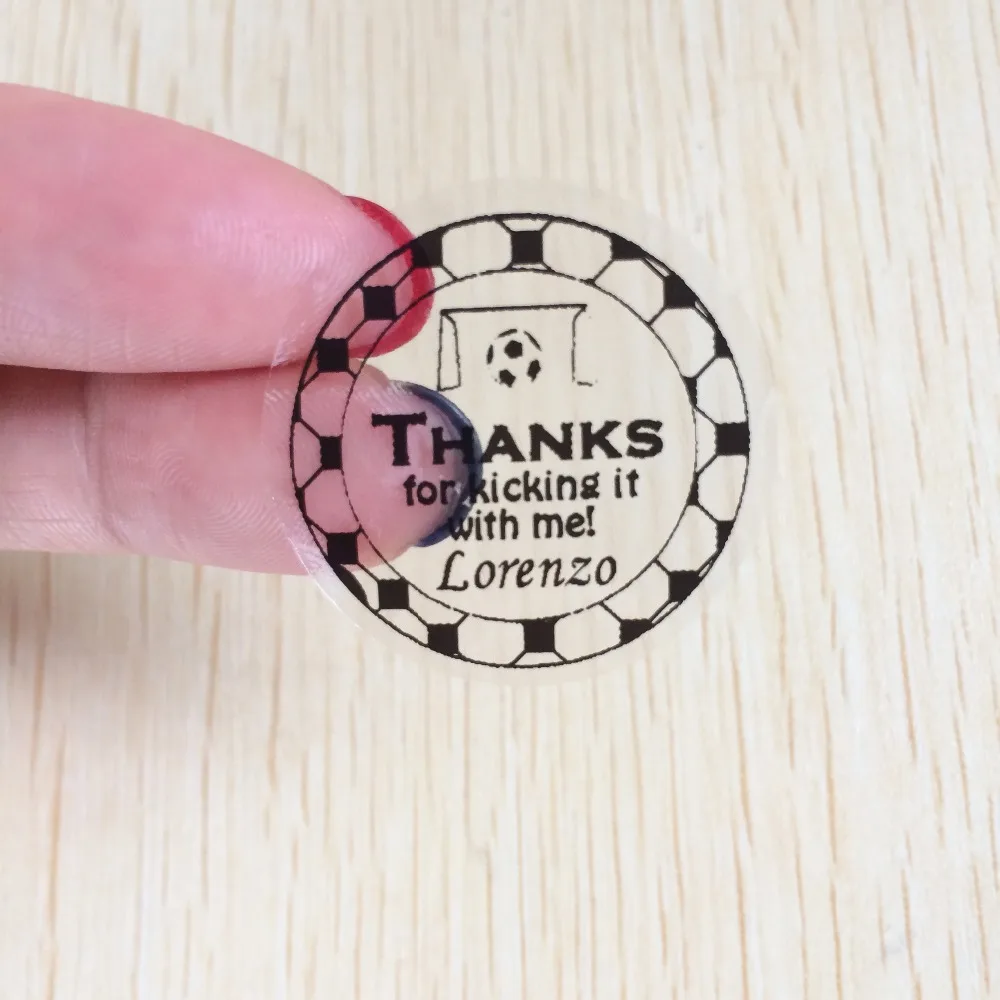 THANKS
for kicking it
with me!
Lorenzo